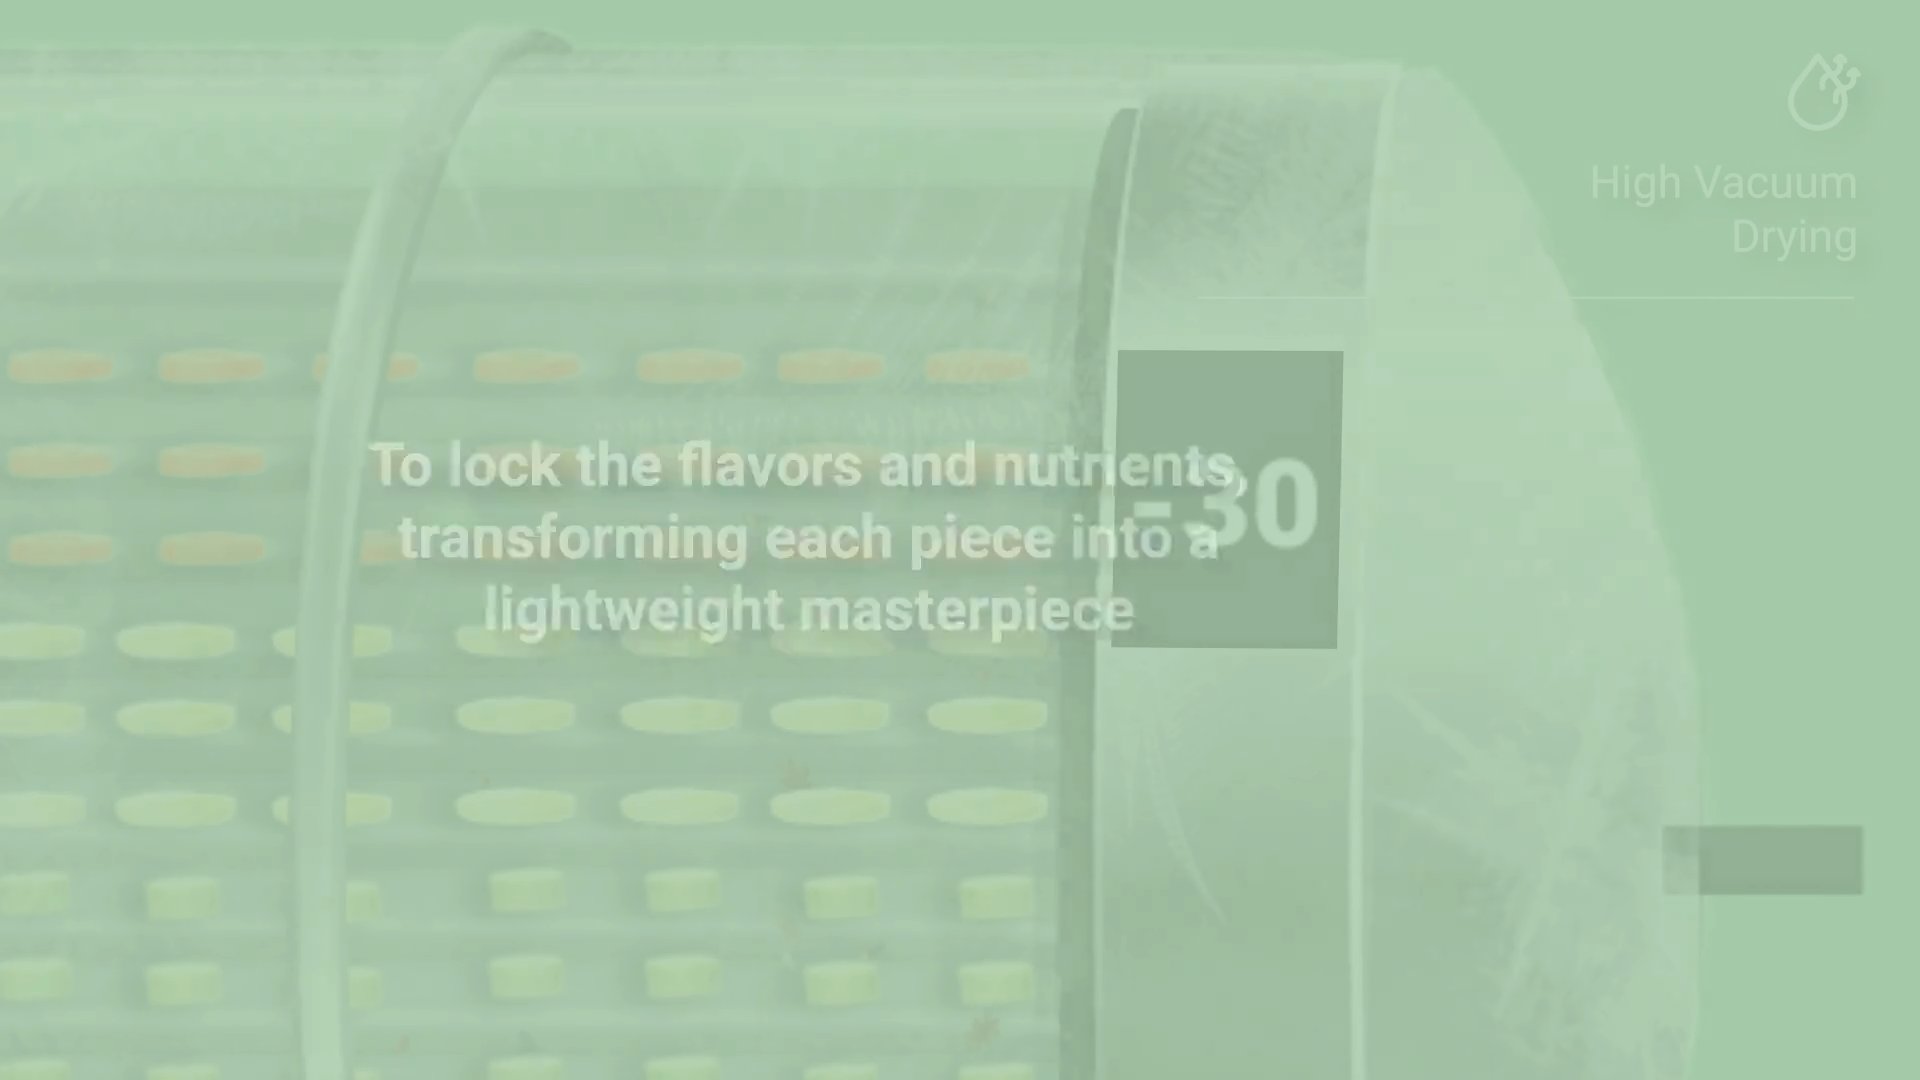 High Vacuum
Drying
To lock the flavors and nutrients,
transforming each piece into a
lightweight masterpiece
-30